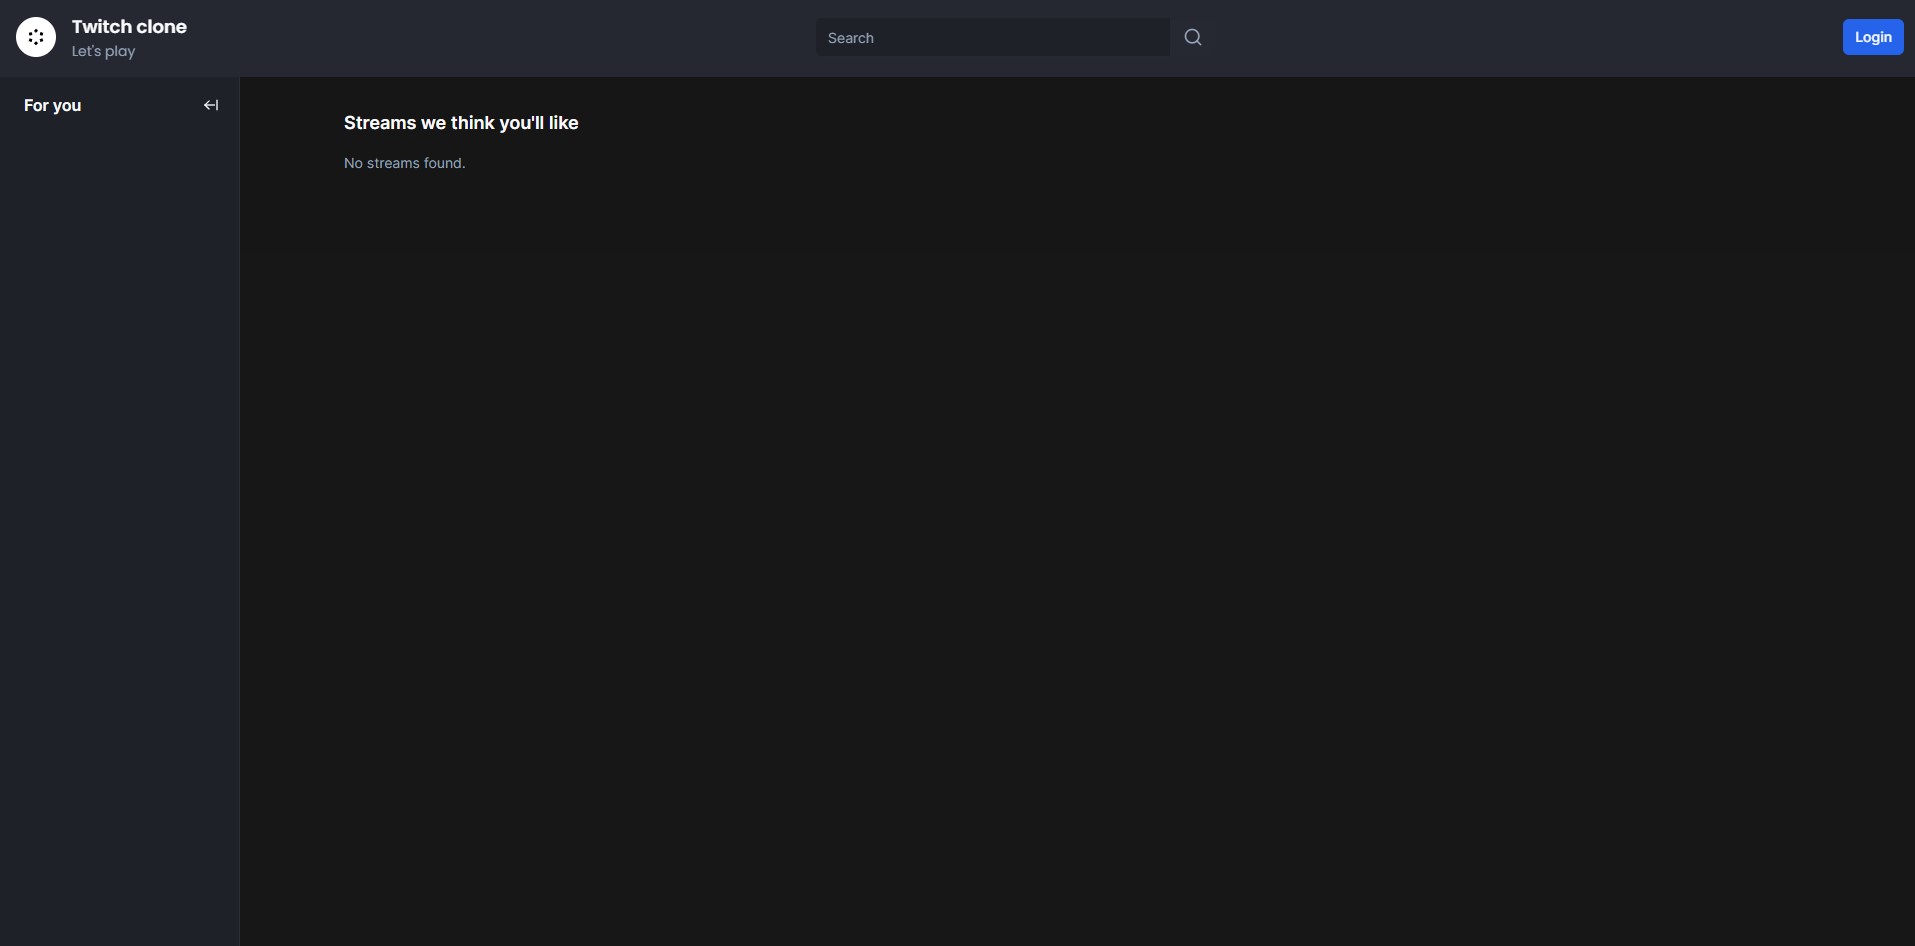 Twitch clone
Let's play
Search
Login
For you
Streams we think you'll like
No streams found.